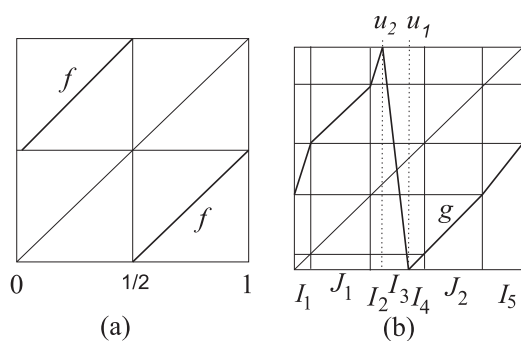 u₂ u₁
f
f
g
0 1/2 1
I₁ J₁ I₂ I₃ I₄ J₂ I₅
(a) (b)